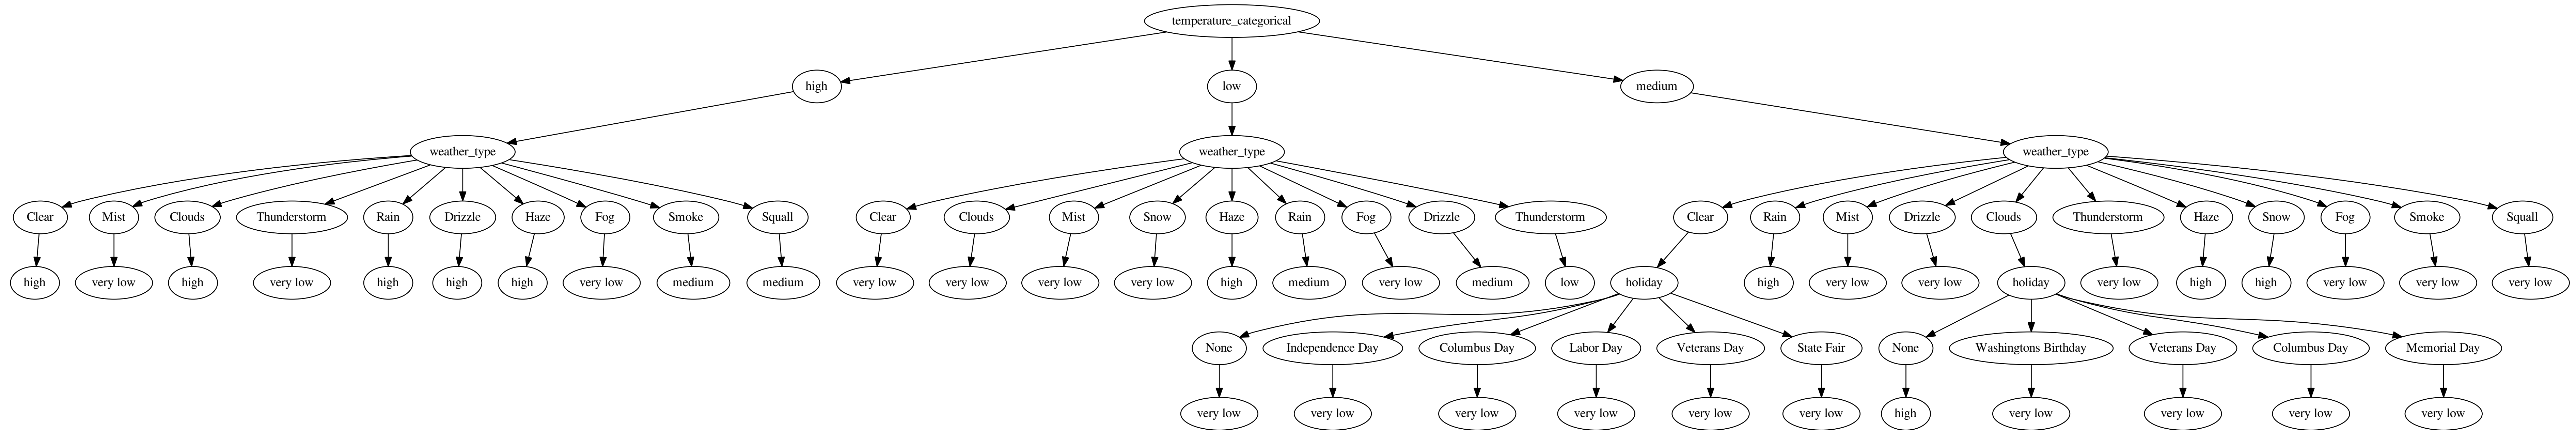 temperature_categorical
high low medium
weather_type weather_type weather_type
Clear Mist Clouds Thunderstorm Rain Drizzle Haze Fog Smoke Squall Clear Clouds Mist Snow Haze Rain Fog Drizzle Thunderstorm Clear Rain Mist Drizzle Clouds Thunderstorm Haze Snow Fog Smoke Squall
high very low high very low high high high very low medium medium very low very low very low very low high medium very low medium low holiday high very low very low holiday very low high high very low very low very low
None Independence Day Columbus Day Labor Day Veterans Day State Fair None Washingtons Birthday Veterans Day Columbus Day Memorial Day
very low very low very low very low very low very low high very low very low very low very low